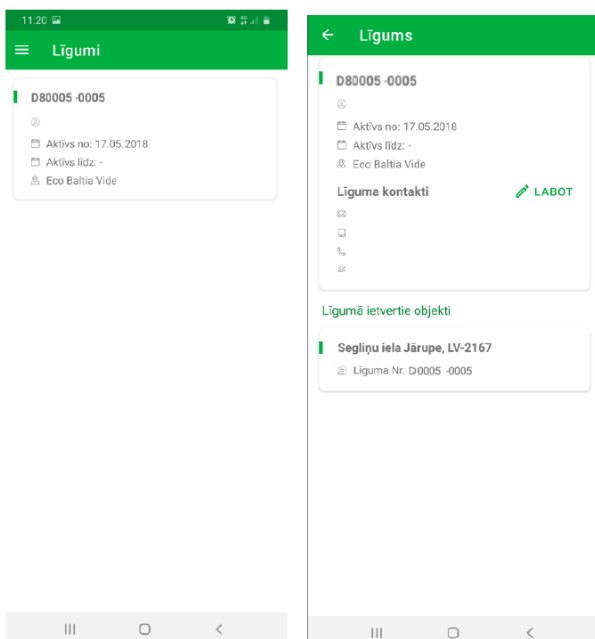 11:20
Līgumi
D80005 -0005
Aktīvs no: 17.05.2018
Aktīvs līdz: -
Eco Baltia Vide
Līgums
D80005 -0005
Aktīvs no: 17.05.2018
Aktīvs līdz: -
Eco Baltia Vide
Līguma kontakti
LABOT
Līgumā ietvertie objekti
Segliņu iela Jārupe, LV-2167
Līguma Nr. D0005 -0005